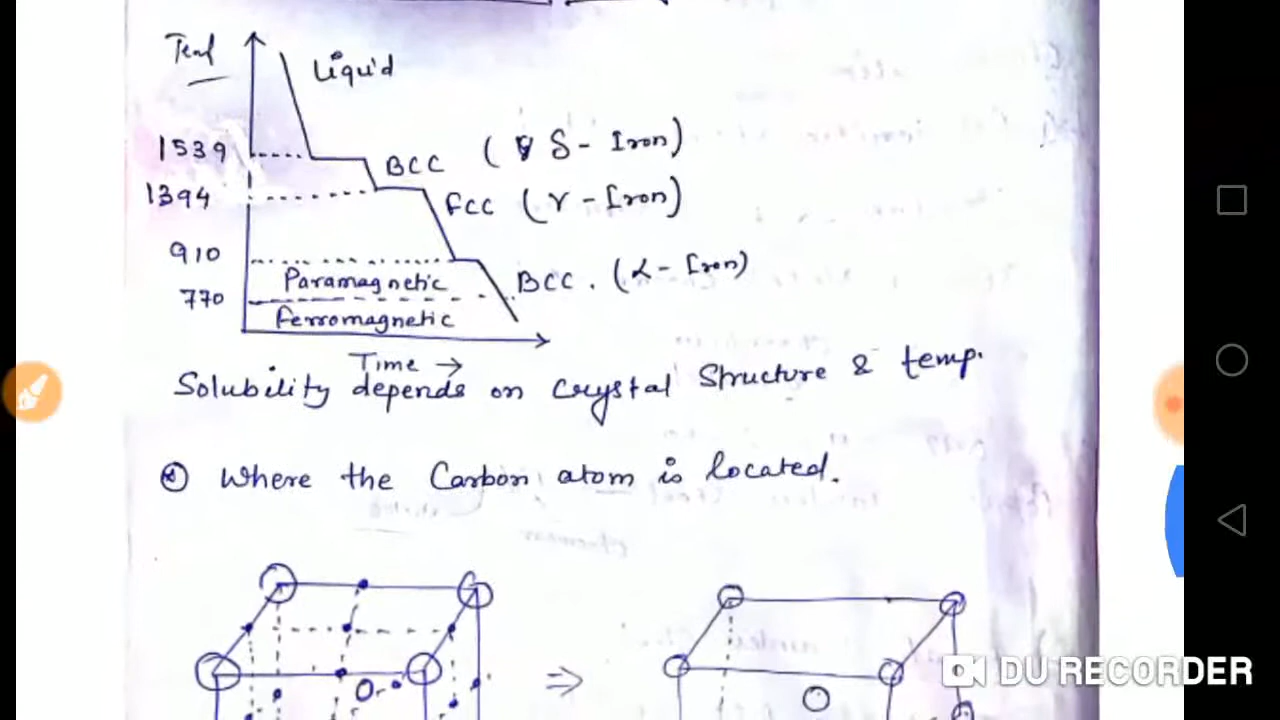 Liquid
1539
BCC ( δ - Iron)
1394
FCC (γ - Iron)
910
Paramagnetic
BCC . (α - Iron)
770
Ferromagnetic
Time →
Solubility depends on crystal structure & temp.
Where the Carbon atom is located.
⇒
DU RECORDER